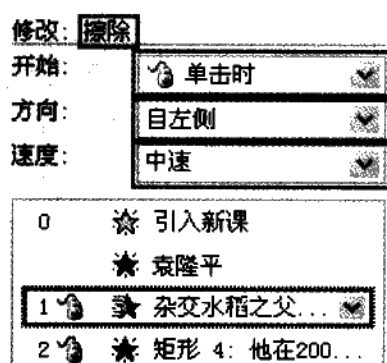 修改: 擦除
开始: 单击时
方向: 自左侧
速度: 中速
0 引入新课
袁隆平
1 杂交水稻之父...
2 矩形 4: 他在200...